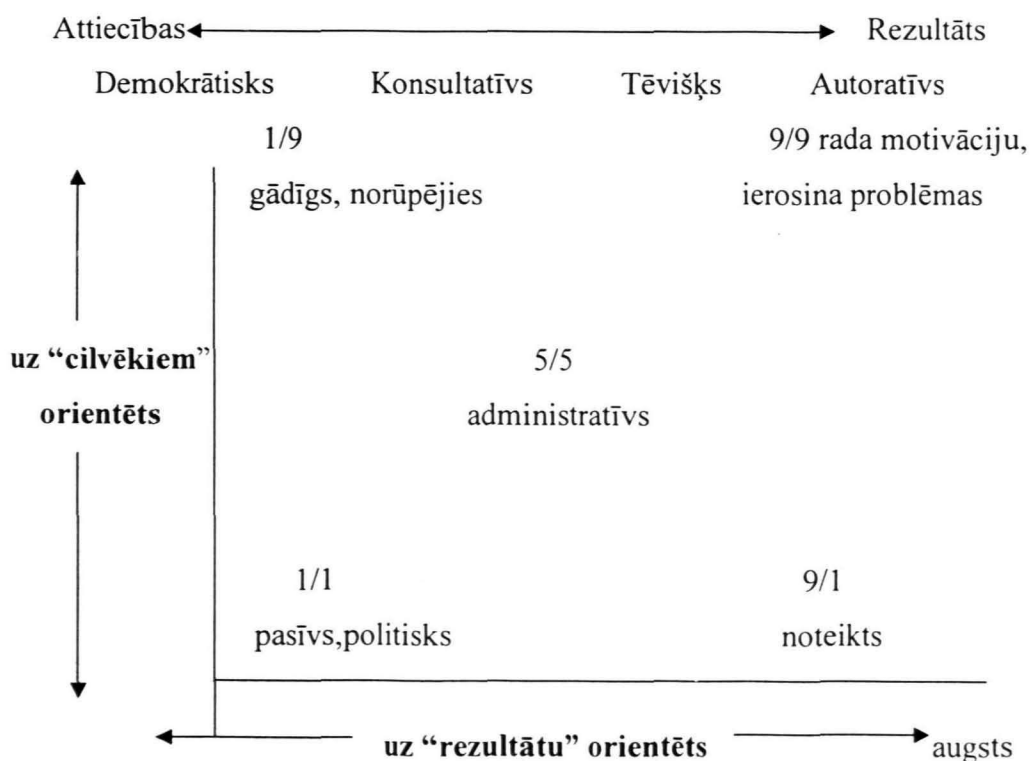 Attiecības Rezultāts
Demokrātisks Konsultatīvs Tēvišķs Autoratīvs
1/9 9/9 rada motivāciju,
gādīgs, norūpējies ierosina problēmas
uz “cilvēkiem” 5/5
orientēts administratīvs
1/1 9/1
pasīvs,politisks noteikts
uz “rezultātu” orientēts augsts